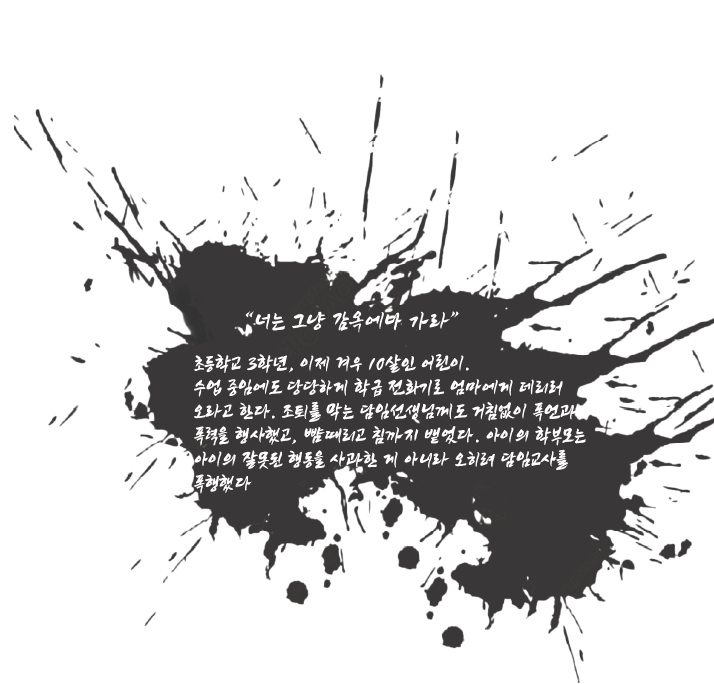 “너는 그냥 감옥에나 가라”
초등학교 3학년, 이제 겨우 10살인 어린이.
수업 중임에도 당당하게 학급 전화기로 엄마에게 데리러
오라고 한다. 조퇴를 막는 담임선생님께도 거침없이 폭언과
폭력을 행사했고, 뺨때리고 침까지 뱉었다. 아이의 학부모는
아이의 잘못된 행동을 사과한 게 아니라 오히려 담임교사를
폭행했다